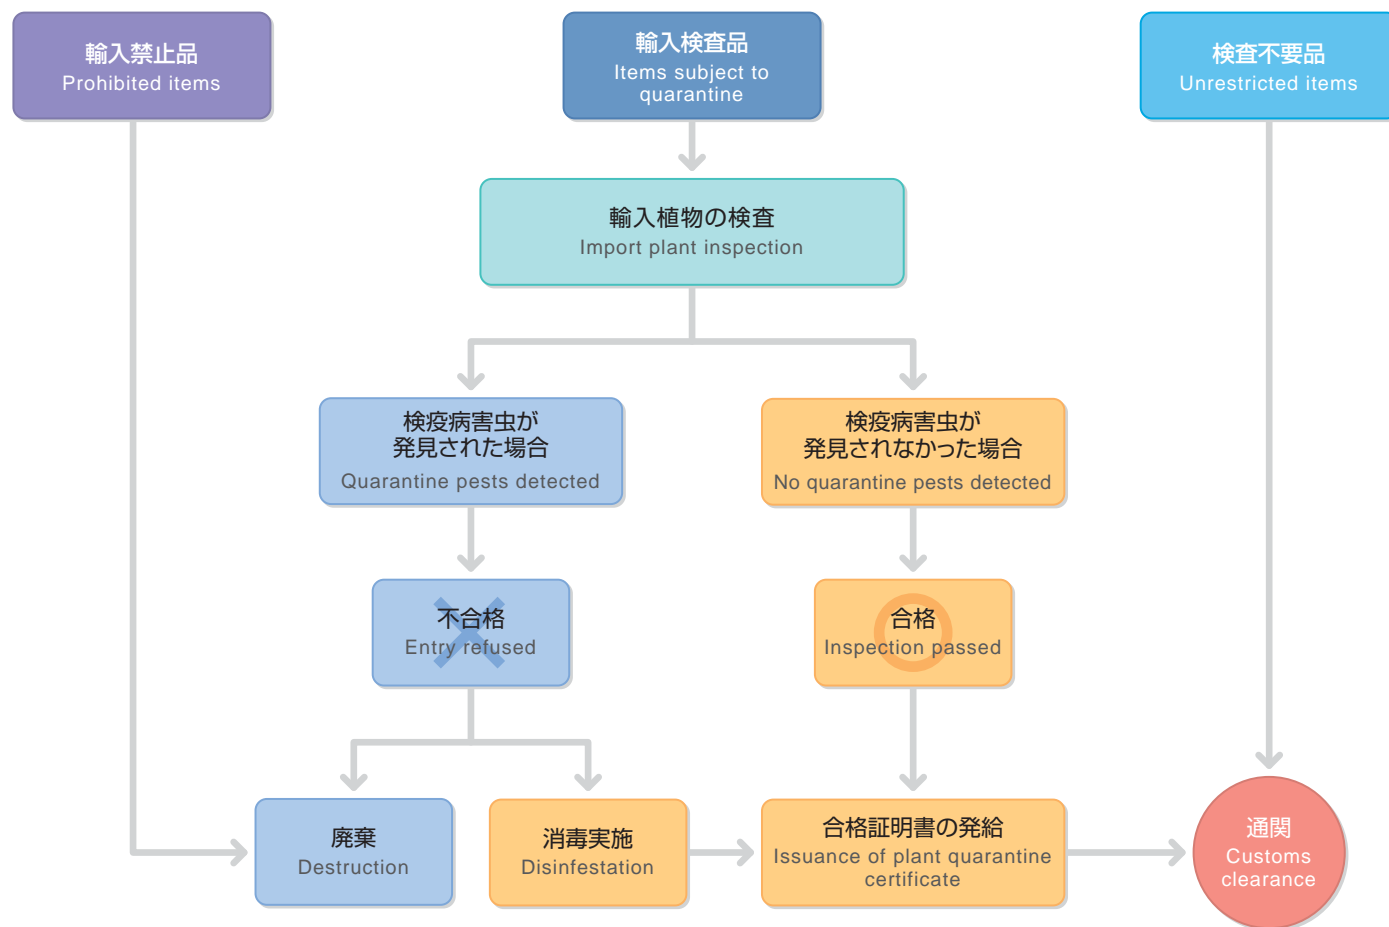 輸入禁止品
Prohibited items
輸入検査品
Items subject to
quarantine
検査不要品
Unrestricted items
輸入植物の検査
Import plant inspection
検疫病害虫が
発見された場合
Quarantine pests detected
検疫病害虫が
発見されなかった場合
No quarantine pests detected
不合格
Entry refused
合格
Inspection passed
廃棄
Destruction
消毒実施
Disinfestation
合格証明書の発給
Issuance of plant quarantine
certificate
通関
Customs
clearance